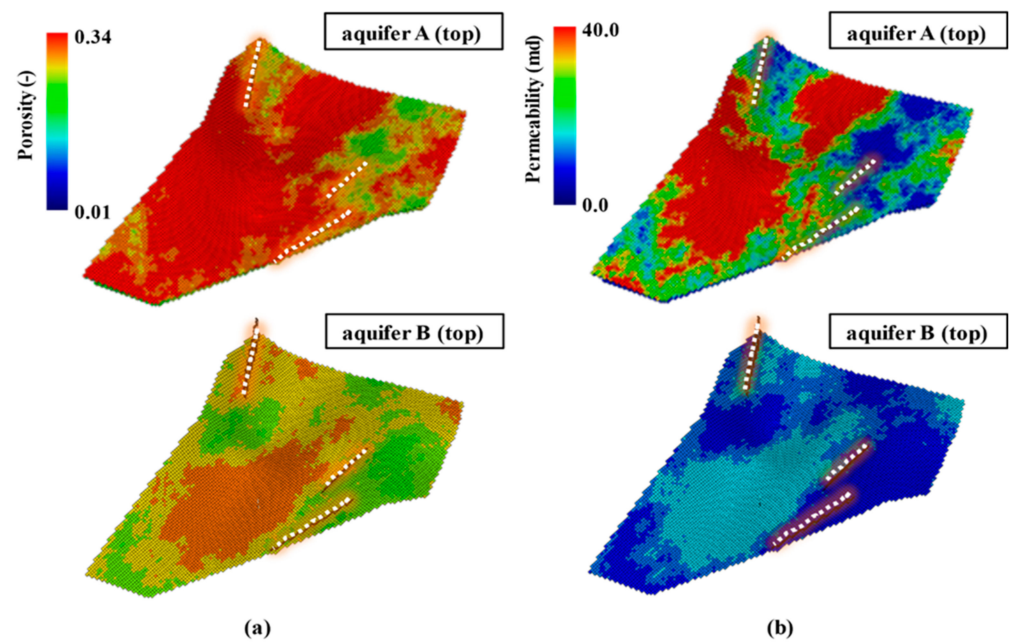 aquifer A (top)
0.34
Porosity (-)
0.01
aquifer A (top)
40.0
Permeability (md)
0.0
aquifer B (top)
aquifer B (top)
(a)
(b)